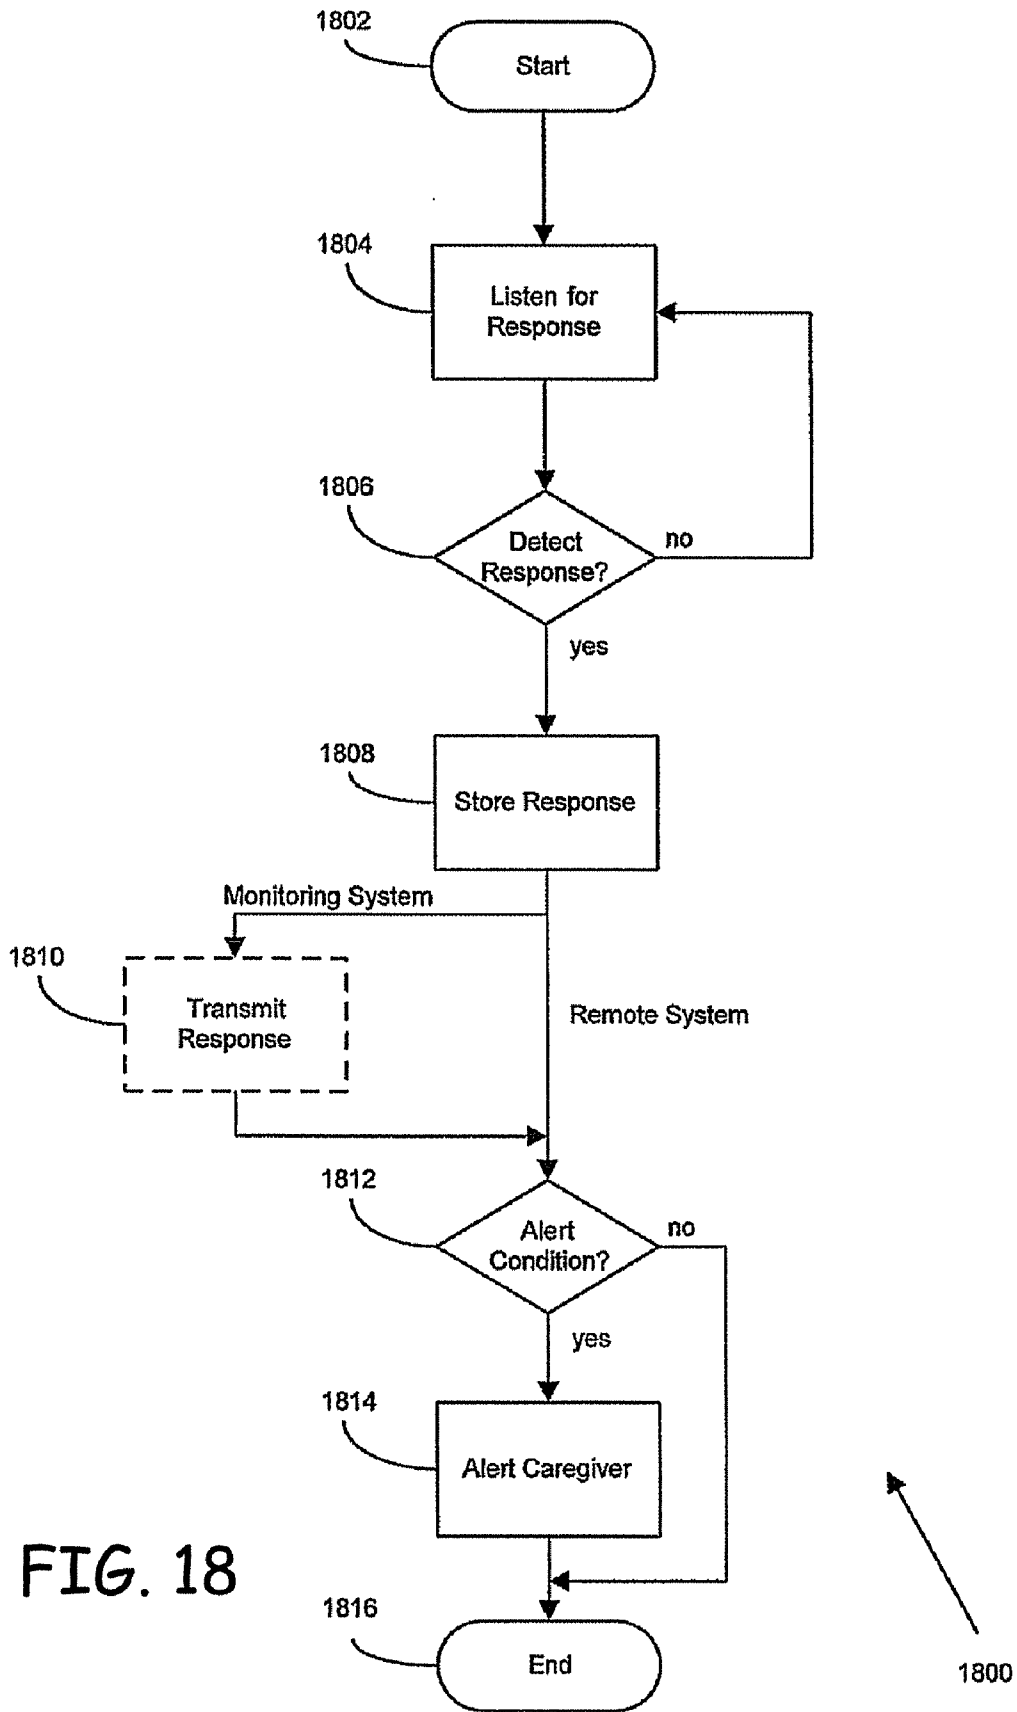 1802
Start
1804
Listen for
Response
1806
Detect
Response?
no
yes
1808
Store Response
Monitoring System
1810
Transmit
Response
Remote System
1812
Alert
Condition?
no
yes
1814
Alert Caregiver
FIG. 18
1816
End
1800